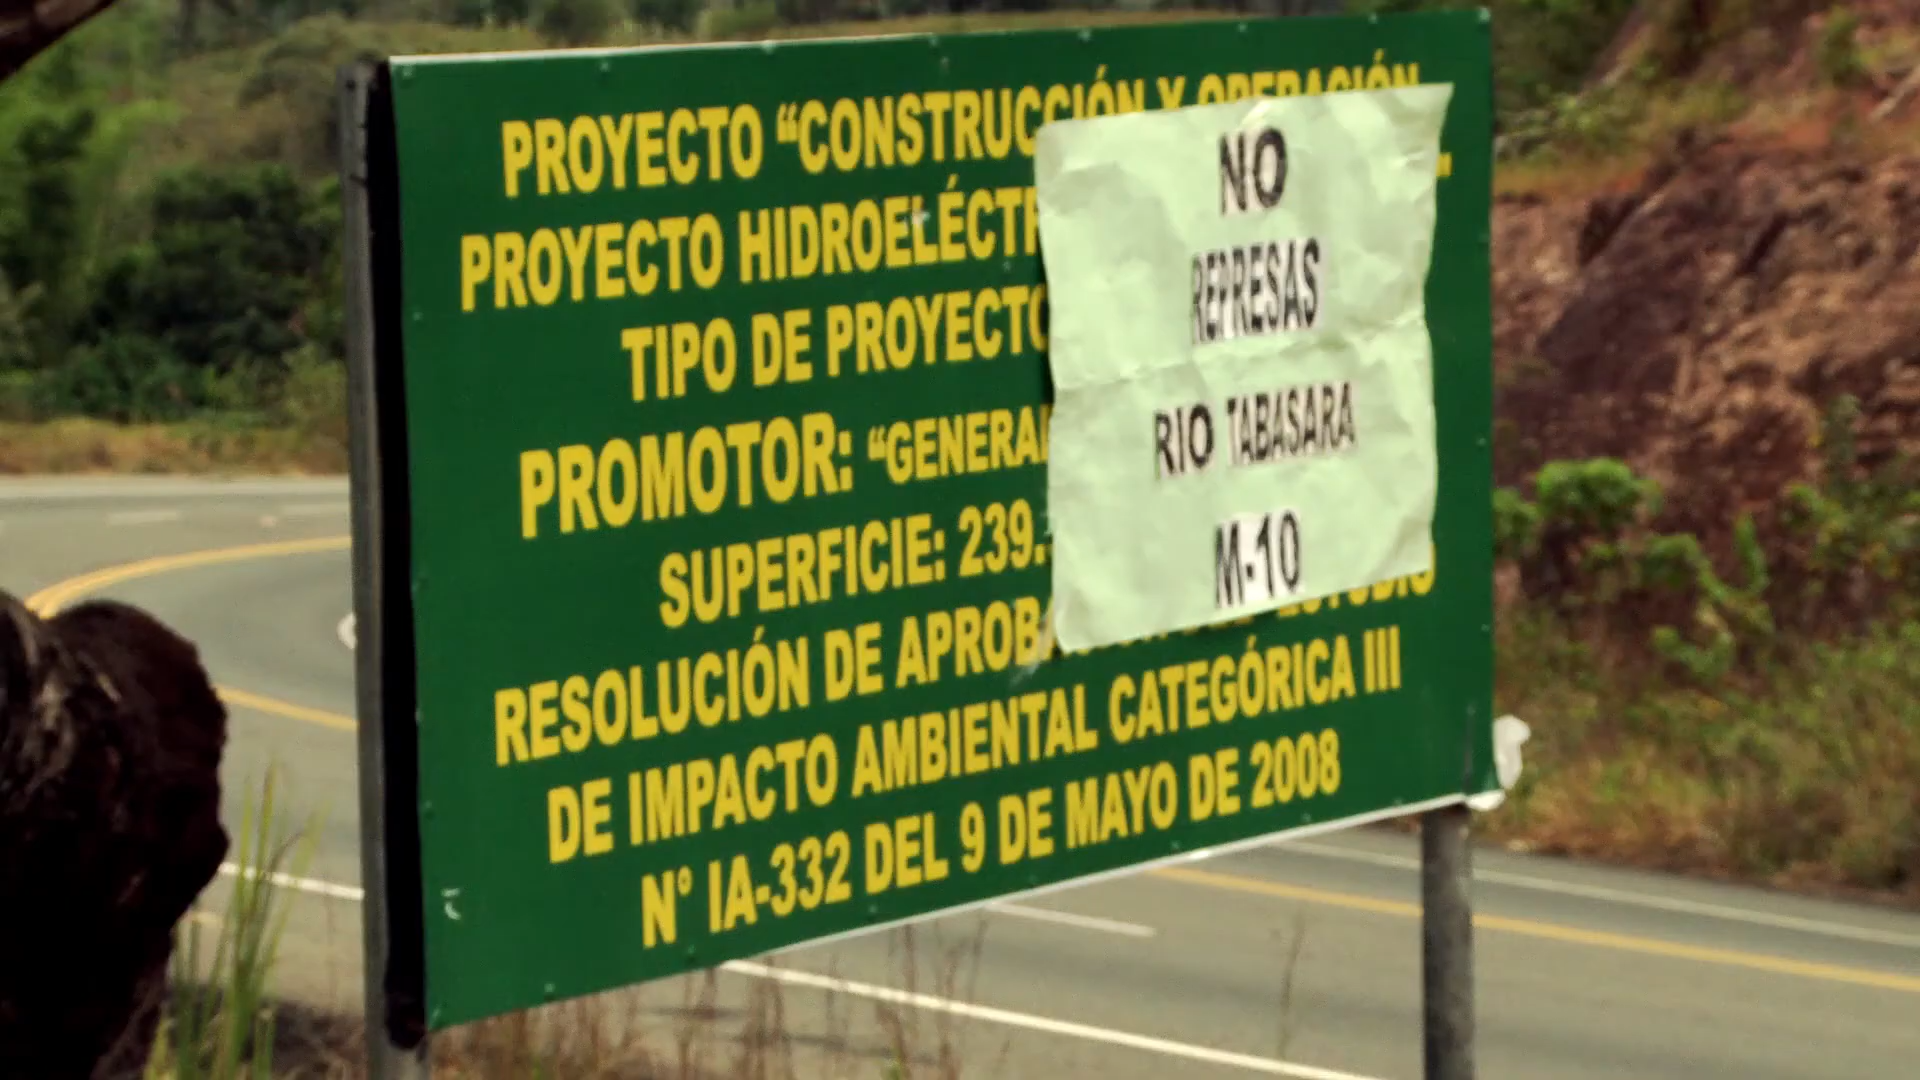 PROYECTO “CONSTRUCCIÓN Y OPERACIÓN
PROYECTO HIDROELÉCTR
TIPO DE PROYECTO
PROMOTOR: “GENERA
SUPERFICIE: 239.
RESOLUCIÓN DE APROB ESTUDIO
DE IMPACTO AMBIENTAL CATEGÓRICA III
N° IA-332 DEL 9 DE MAYO DE 2008
NO
REPRESAS
RIO TABASARA
M-10